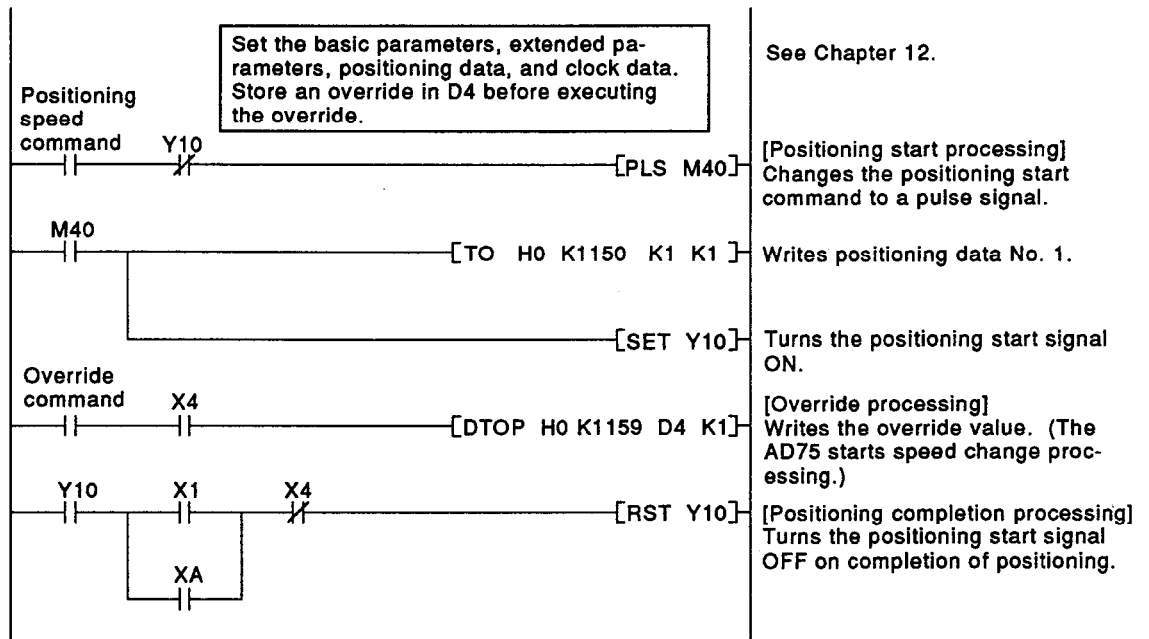 Set the basic parameters, extended pa-
rameters, positioning data, and clock data.
Store an override in D4 before executing
the override.
See Chapter 12.
Positioning
speed
command
Y10
[PLS M40]
[Positioning start processing]
Changes the positioning start
command to a pulse signal.
M40
[TO H0 K1150 K1 K1]
Writes positioning data No. 1.
[SET Y10]
Turns the positioning start signal
ON.
Override
command
X4
[DTOP H0 K1159 D4 K1]
[Override processing]
Writes the override value. (The
AD75 starts speed change proc-
essing.)
Y10 X1 X4
[RST Y10]
[Positioning completion processing]
Turns the positioning start signal
OFF on completion of positioning.
XA